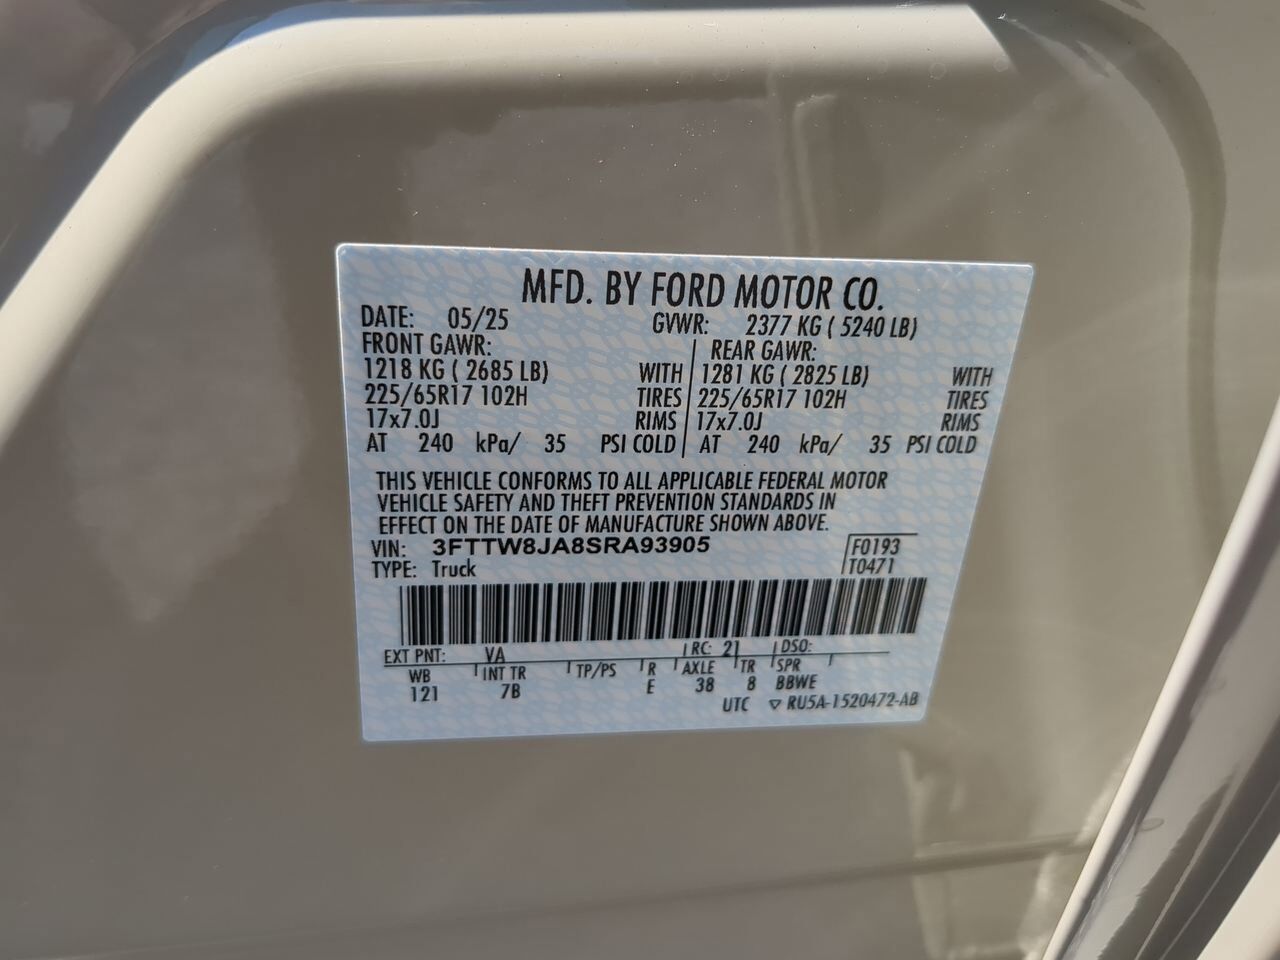 MFD. BY FORD MOTOR CO.
DATE: 05/25 GVWR: 2377 KG ( 5240 LB)
FRONT GAWR: REAR GAWR:
1218 KG ( 2685 LB) WITH 1281 KG ( 2825 LB) WITH
225/65R17 102H TIRES 225/65R17 102H TIRES
17x7.0J RIMS 17x7.0J RIMS
AT 240 kPa/ 35 PSI COLD AT 240 kPa/ 35 PSI COLD
THIS VEHICLE CONFORMS TO ALL APPLICABLE FEDERAL MOTOR
VEHICLE SAFETY AND THEFT PREVENTION STANDARDS IN
EFFECT ON THE DATE OF MANUFACTURE SHOWN ABOVE.
VIN: 3FTTW8JA8SRA93905 F0193
TYPE: Truck T0471
EXT PNT: VA RC: 21 DSO:
WB INT TR TP/PS R AXLE TR SPR
121 7B E 38 8 BBWE
UTC ▽ RU5A-1520472-AB